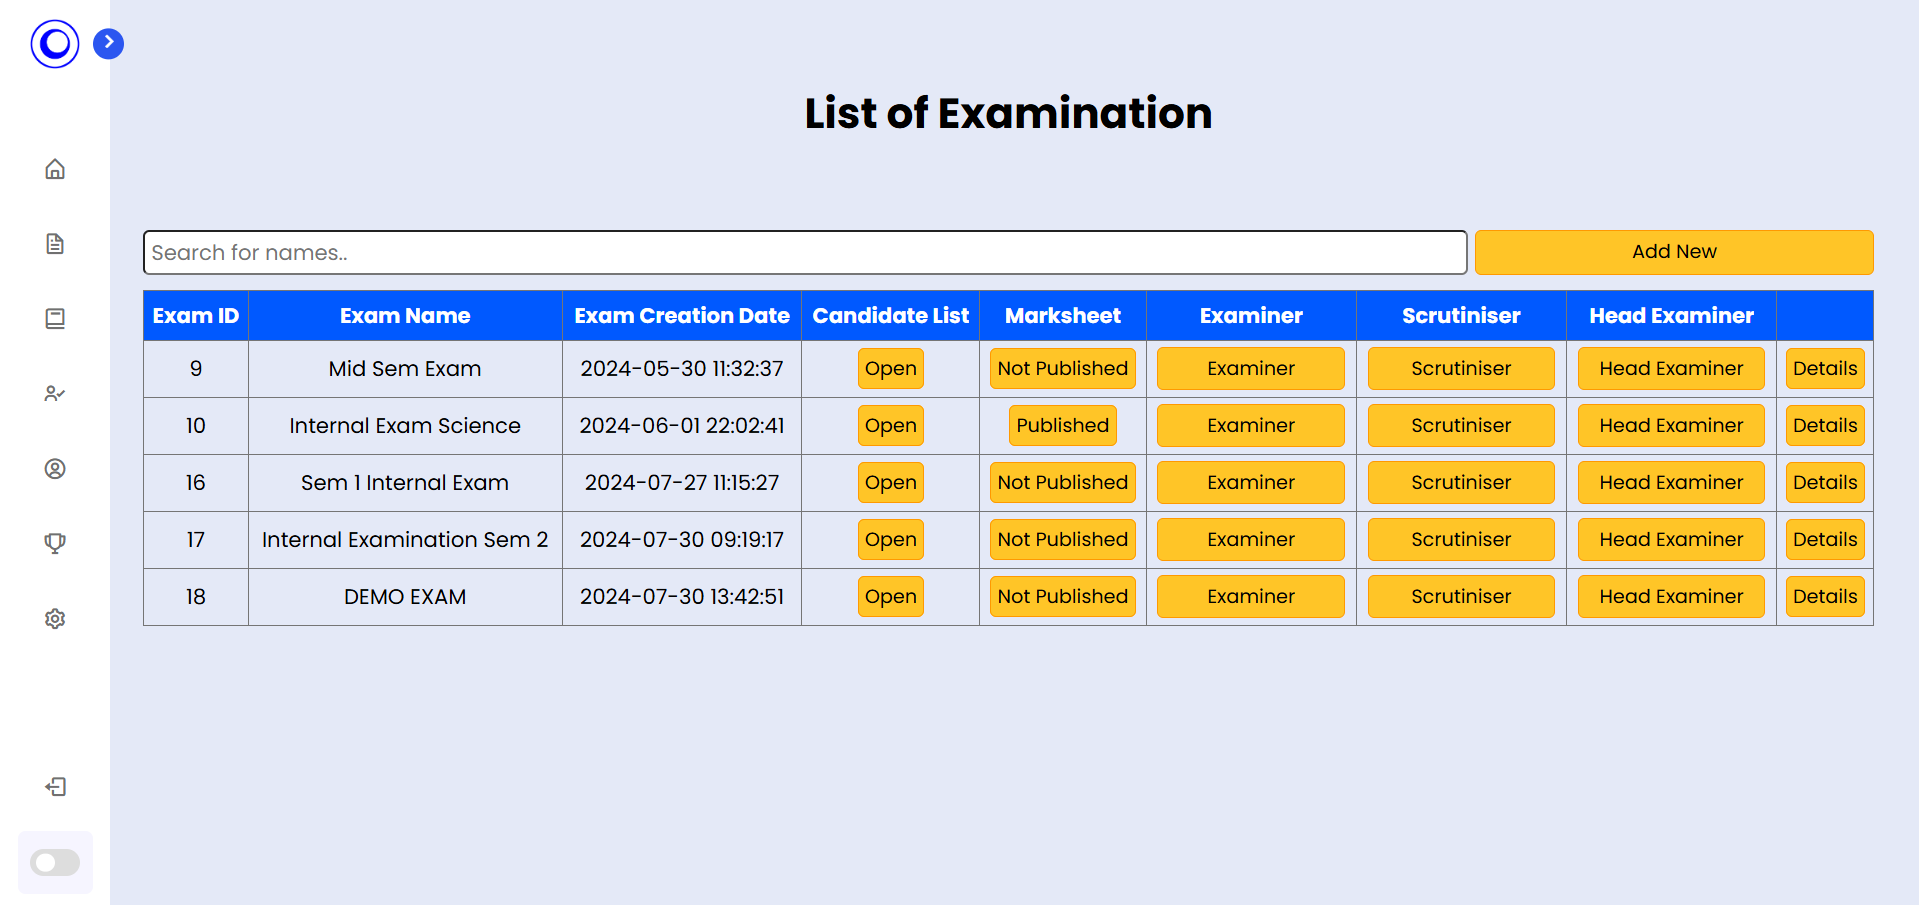 List of Examination
Search for names..
Add New
Exam ID Exam Name Exam Creation Date Candidate List Marksheet Examiner Scrutiniser Head Examiner
9 Mid Sem Exam 2024-05-30 11:32:37 Open Not Published Examiner Scrutiniser Head Examiner Details
10 Internal Exam Science 2024-06-01 22:02:41 Open Published Examiner Scrutiniser Head Examiner Details
16 Sem 1 Internal Exam 2024-07-27 11:15:27 Open Not Published Examiner Scrutiniser Head Examiner Details
17 Internal Examination Sem 2 2024-07-30 09:19:17 Open Not Published Examiner Scrutiniser Head Examiner Details
18 DEMO EXAM 2024-07-30 13:42:51 Open Not Published Examiner Scrutiniser Head Examiner Details